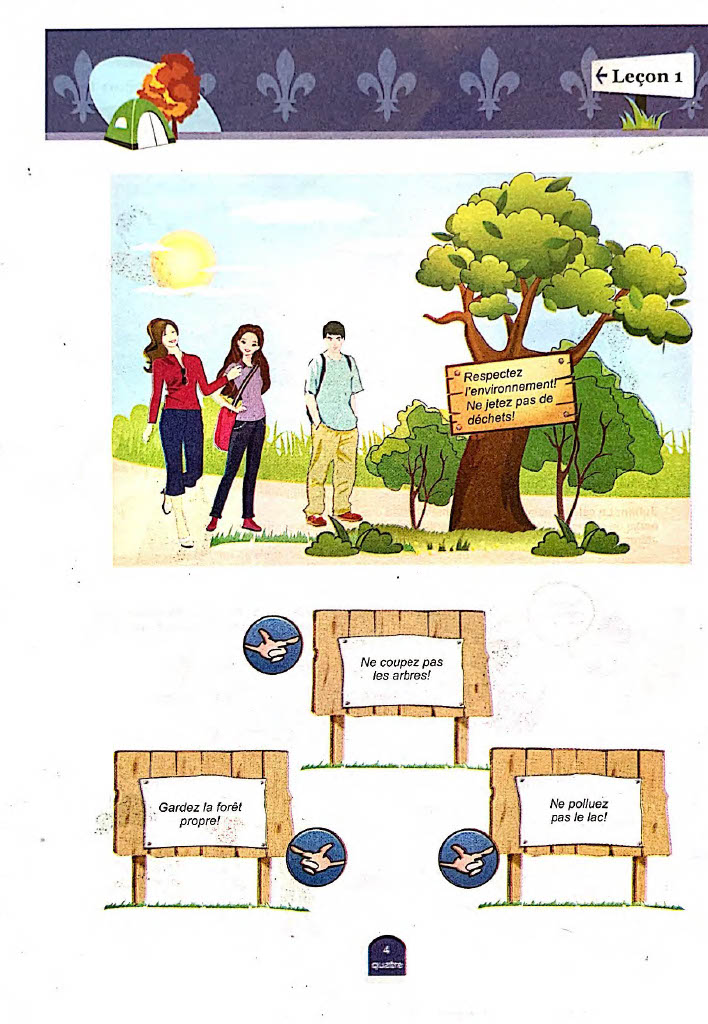 ← Leçon 1
Respectez
l'environnement!
Ne jetez pas de
déchets!
Ne coupez pas
les arbres!
Gardez la forêt
propre!
Ne polluez
pas le lac!
4
quatre